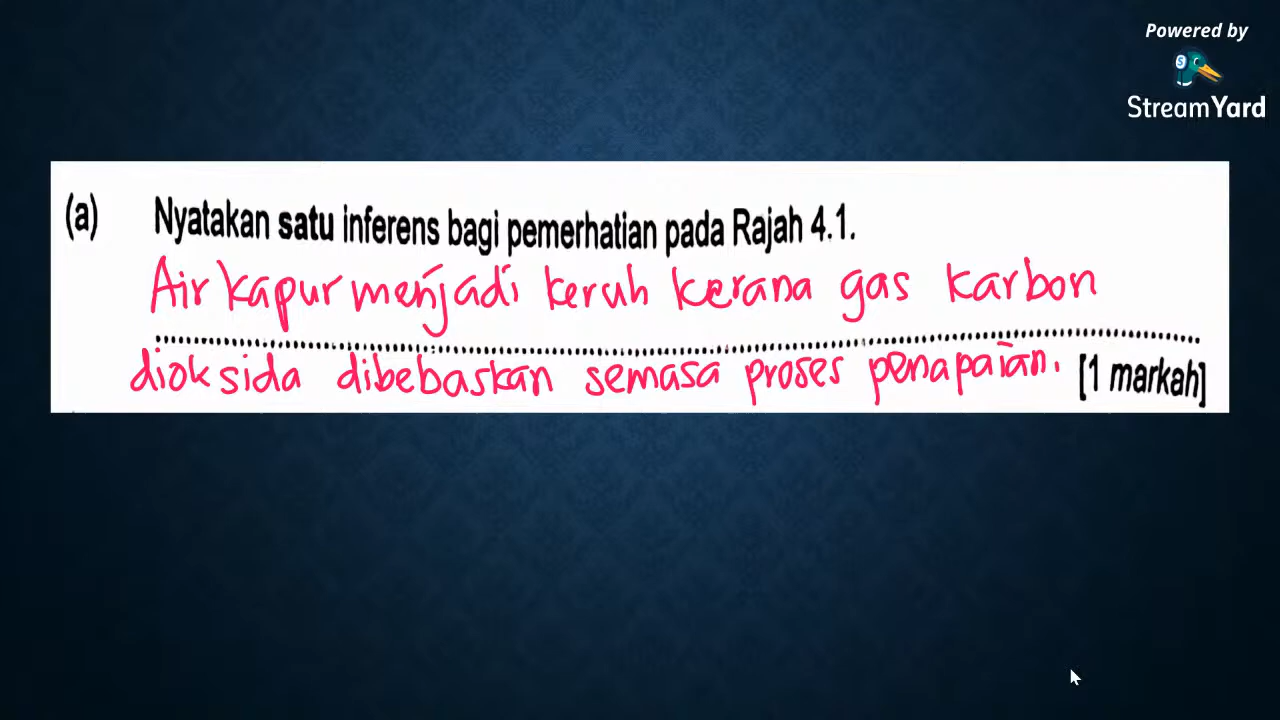 Powered by
StreamYard
(a) Nyatakan satu inferens bagi pemerhatian pada Rajah 4.1.
Air kapur menjadi keruh kerana gas karbon
dioksida dibebaskan semasa proses penapaian. [1 markah]